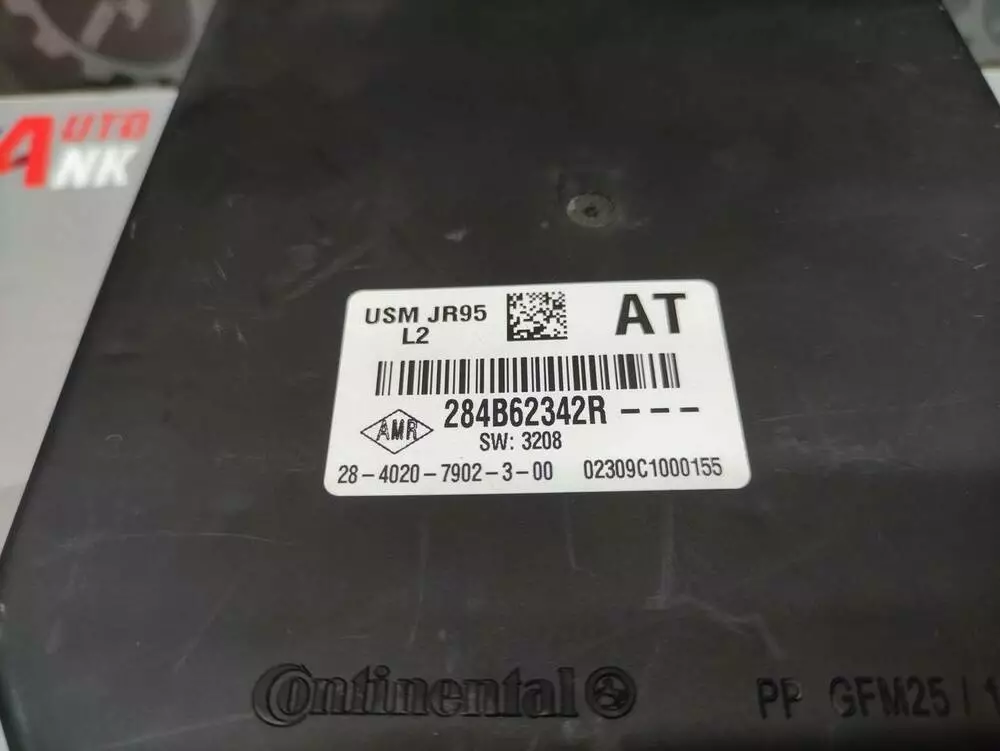 AUTO
ANK
USM JR95
L2
AT
284B62342R ---
AMR
SW: 3208
28-4020-7902-3-00 02309C1000155
Continental
PP GFM25 /